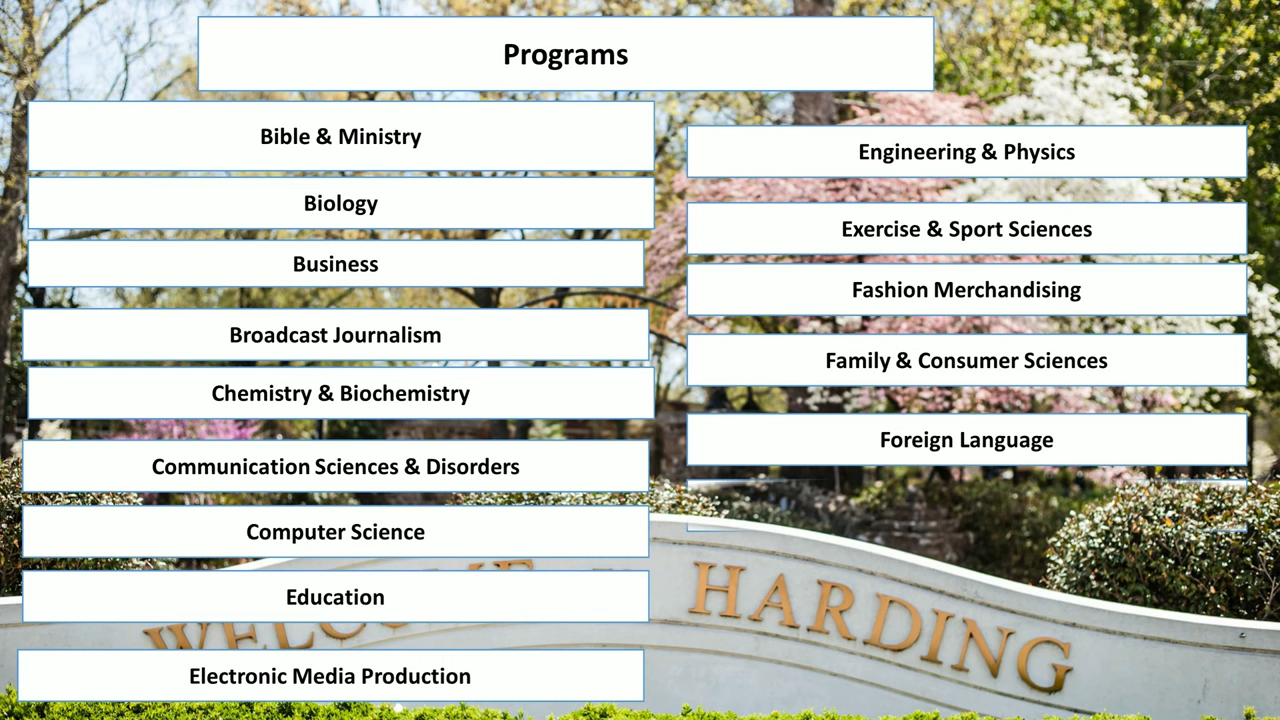 Programs
Bible & Ministry
Biology
Business
Broadcast Journalism
Chemistry & Biochemistry
Communication Sciences & Disorders
Computer Science
Education
Electronic Media Production
Engineering & Physics
Exercise & Sport Sciences
Fashion Merchandising
Family & Consumer Sciences
Foreign Language
WELCOME
HARDING